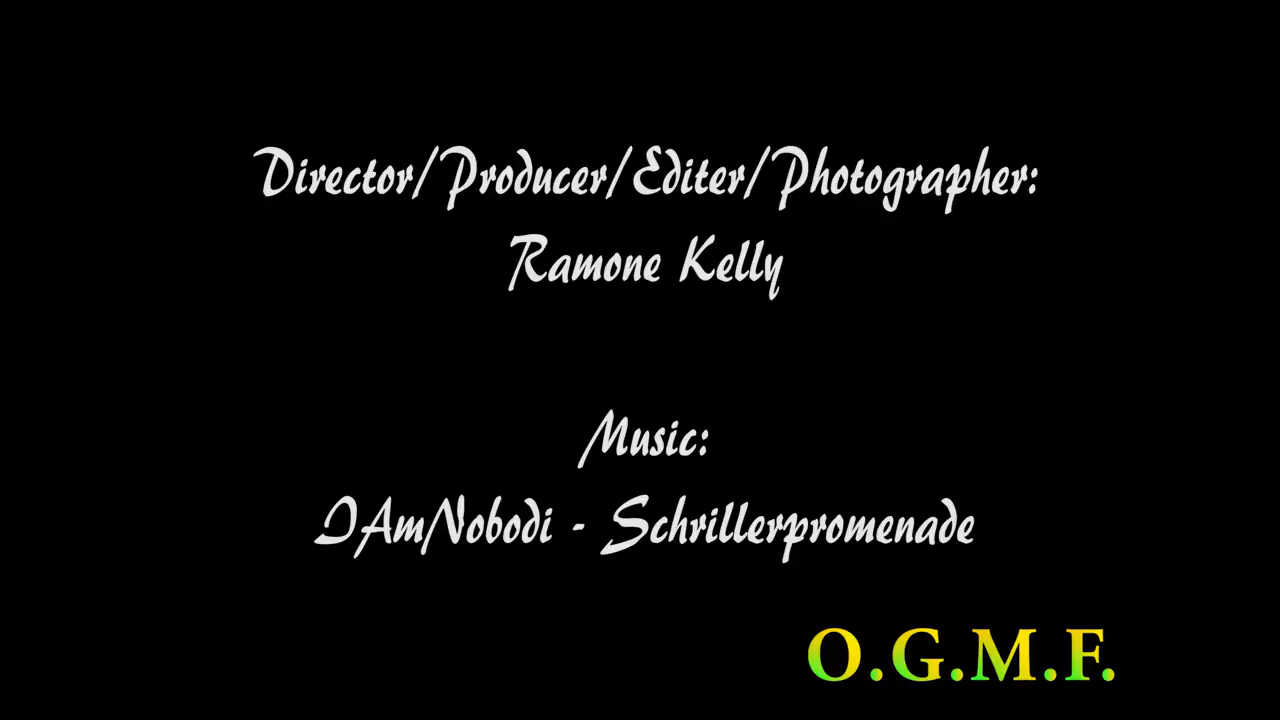 Director/Producer/Editer/Photographer:
Ramone Kelly
Music:
IAmNobodi - Schrillerpromenade
O.G.M.F.